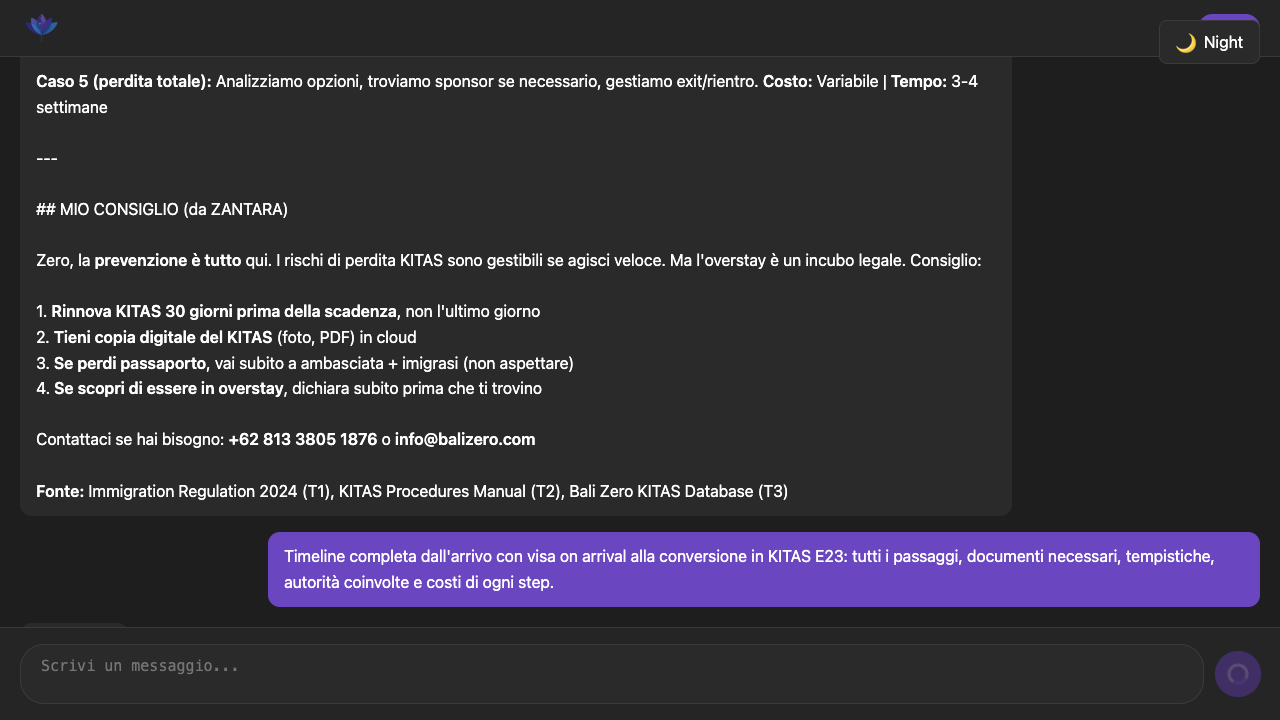 🌙 Night
Caso 5 (perdita totale): Analizziamo opzioni, troviamo sponsor se necessario, gestiamo exit/rientro. Costo: Variabile | Tempo: 3-4
settimane
---
## MIO CONSIGLIO (da ZANTARA)
Zero, la prevenzione è tutto qui. I rischi di perdita KITAS sono gestibili se agisci veloce. Ma l'overstay è un incubo legale. Consiglio:
1. Rinnova KITAS 30 giorni prima della scadenza, non l'ultimo giorno
2. Tieni copia digitale del KITAS (foto, PDF) in cloud
3. Se perdi passaporto, vai subito a ambasciata + imigrasi (non aspettare)
4. Se scopri di essere in overstay, dichiara subito prima che ti trovino
Contattaci se hai bisogno: +62 813 3805 1876 o info@balizero.com
Fonte: Immigration Regulation 2024 (T1), KITAS Procedures Manual (T2), Bali Zero KITAS Database (T3)
Timeline completa dall'arrivo con visa on arrival alla conversione in KITAS E23: tutti i passaggi, documenti necessari, tempistiche,
autorità coinvolte e costi di ogni step.
Scrivi un messaggio...